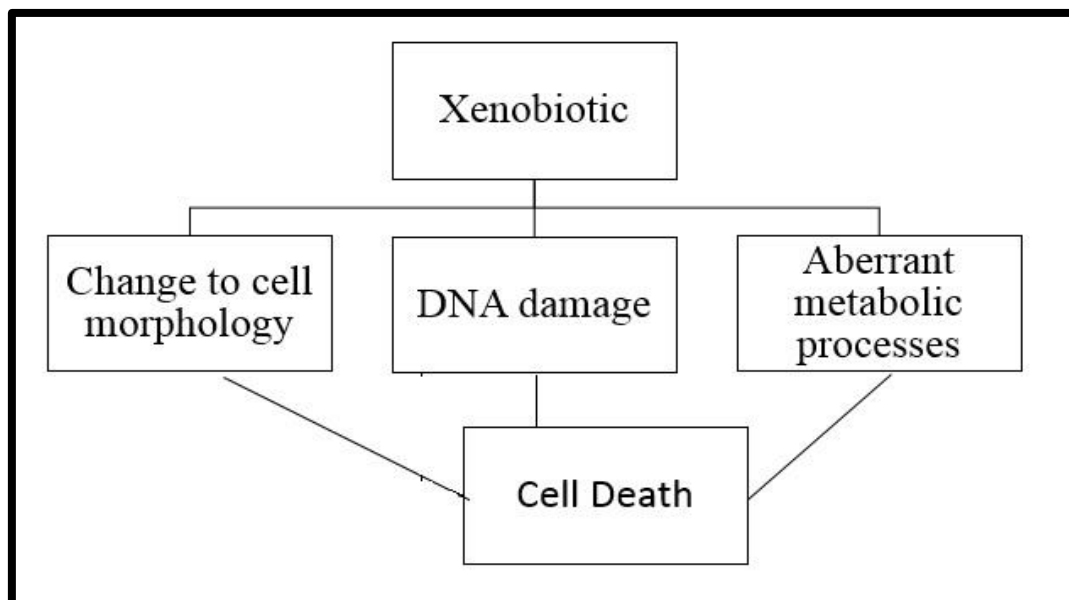 Xenobiotic
Change to cell
morphology
DNA damage
Aberrant
metabolic
processes
Cell Death